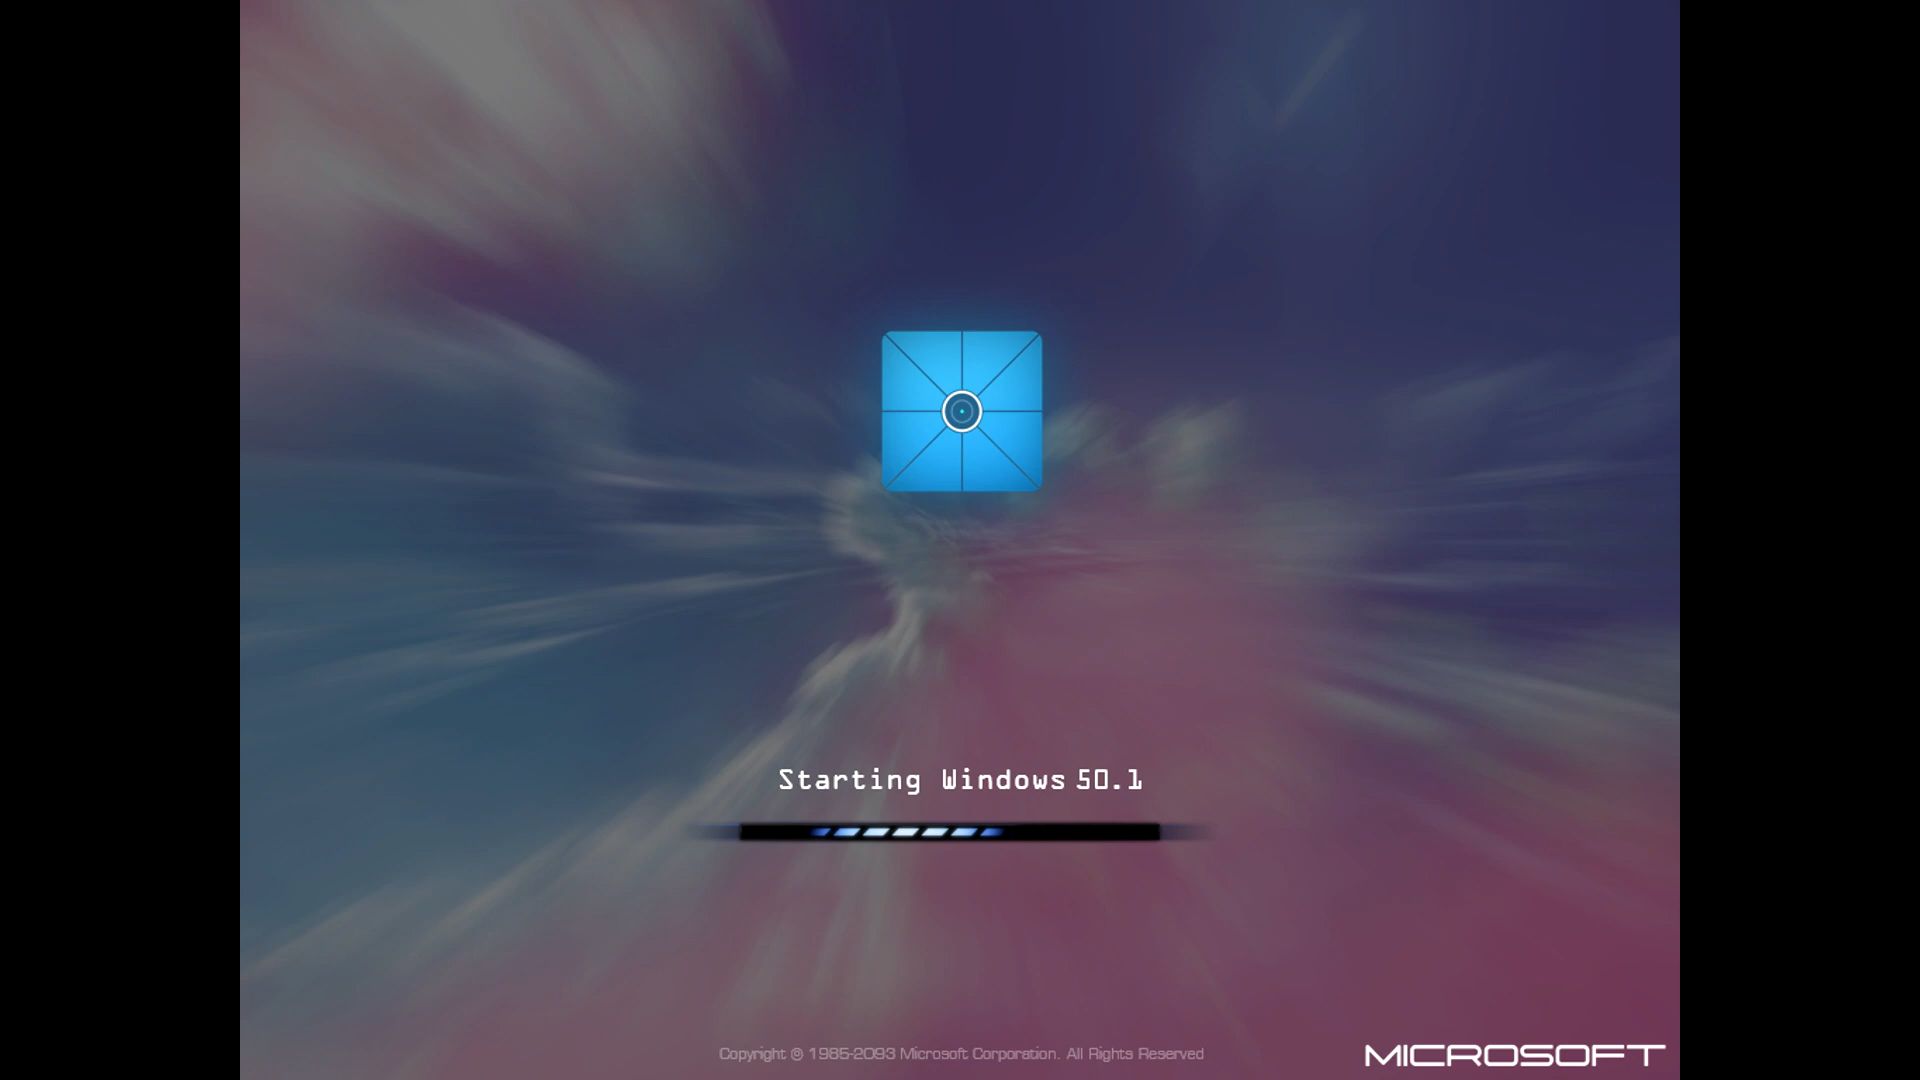 Starting Windows 50.1
Copyright © 1985-2093 Microsoft Corporation. All Rights Reserved
MICROSOFT